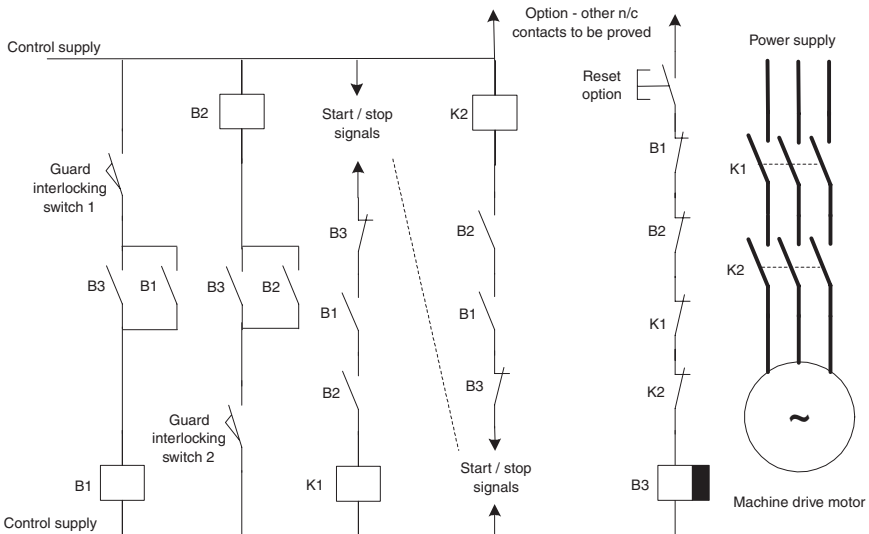 Option - other n/c
contacts to be proved
Control supply
Power supply
Reset
option
B2
Start / stop
signals
K2
B1
Guard
interlocking
switch 1
K1
B3
B2
B2
K2
B3
B1
B3
B2
B1
B1
K1
B2
B3
K2
Guard
interlocking
switch 2
~
Start / stop
signals
B1
K1
B3
Machine drive motor
Control supply